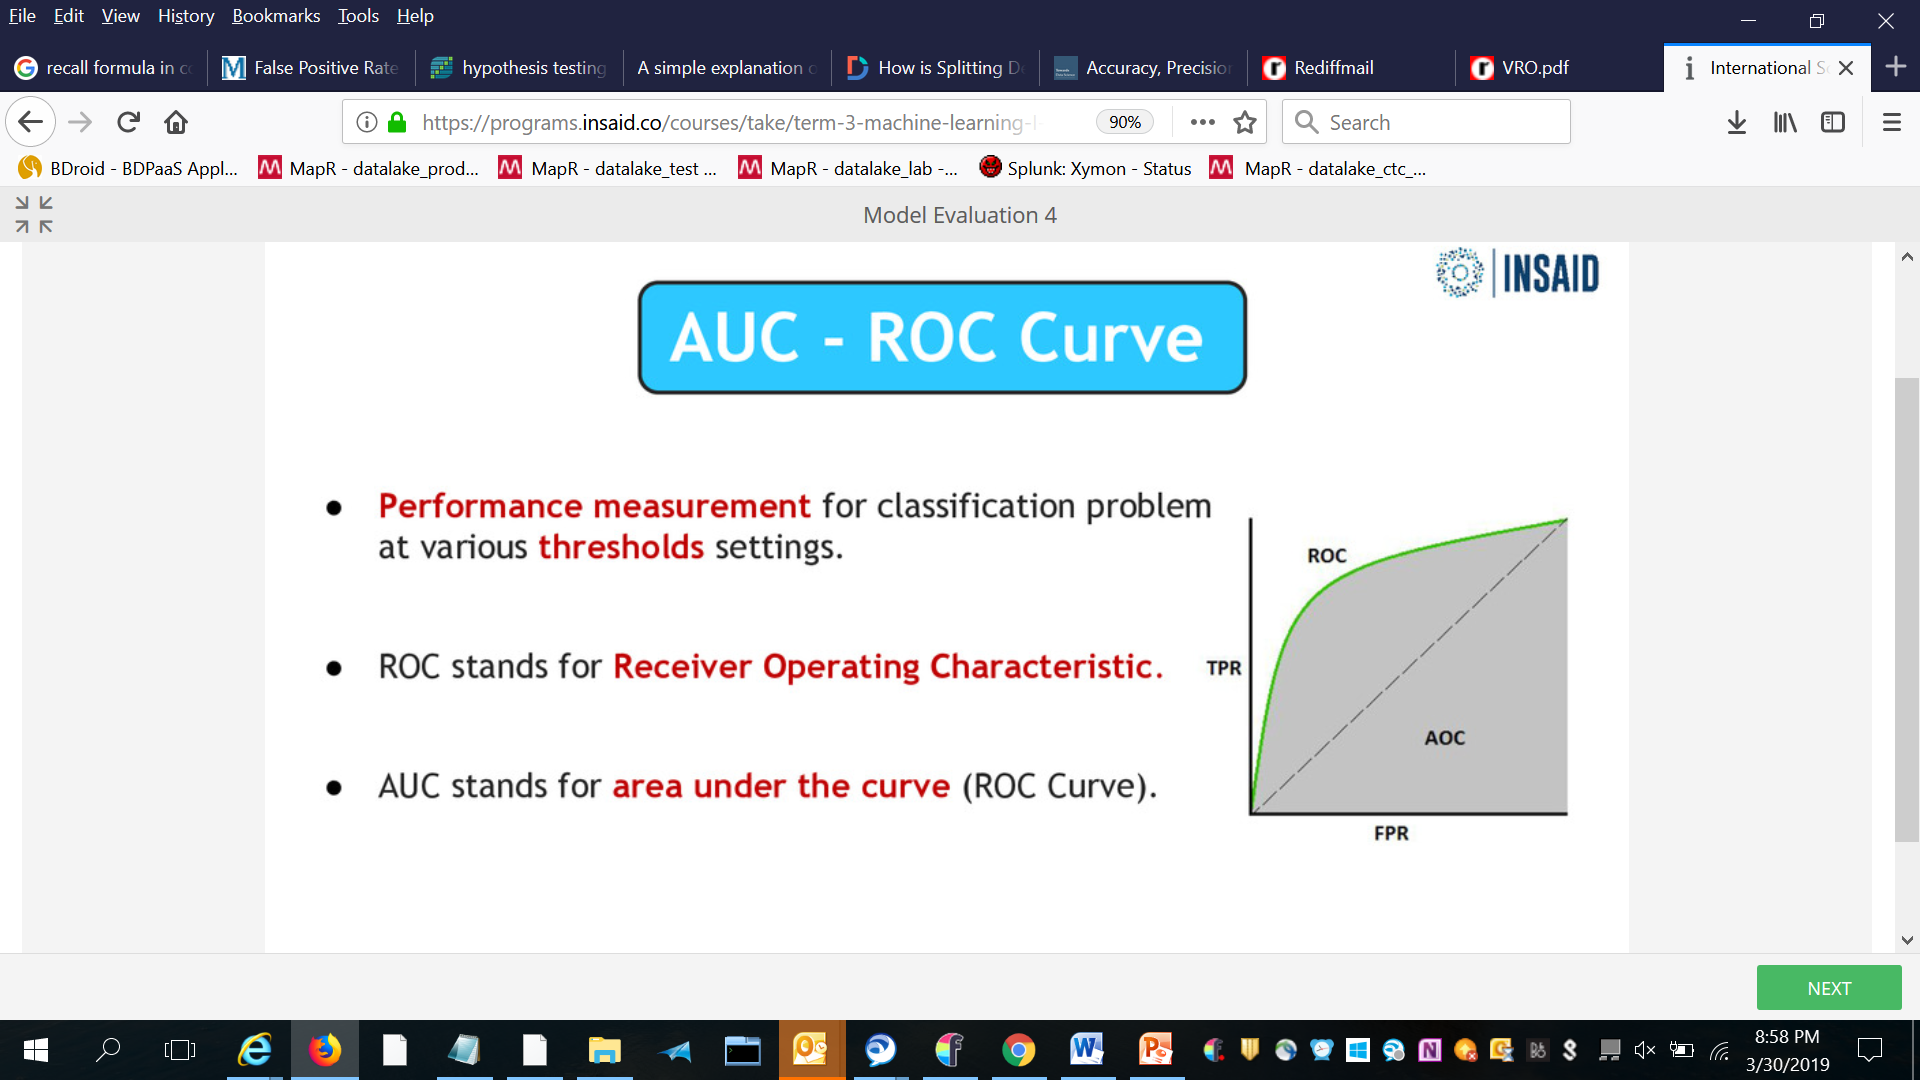 File Edit View History Bookmarks Tools Help
recall formula in c
False Positive Rate
hypothesis testing
A simple explanation o
How is Splitting D
Accuracy, Precisio
Rediffmail
VRO.pdf
International S
https://programs.insaid.co/courses/take/term-3-machine-learning-l
90%
Search
BDroid - BDPaaS Appl...
MapR - datalake_prod...
MapR - datalake_test ...
MapR - datalake_lab -...
Splunk: Xymon - Status
MapR - datalake_ctc_...
Model Evaluation 4
INSAID
AUC - ROC Curve
● Performance measurement for classification problem
at various thresholds settings.
ROC
● ROC stands for Receiver Operating Characteristic.
TPR
AOC
● AUC stands for area under the curve (ROC Curve).
FPR
NEXT
8:58 PM
3/30/2019